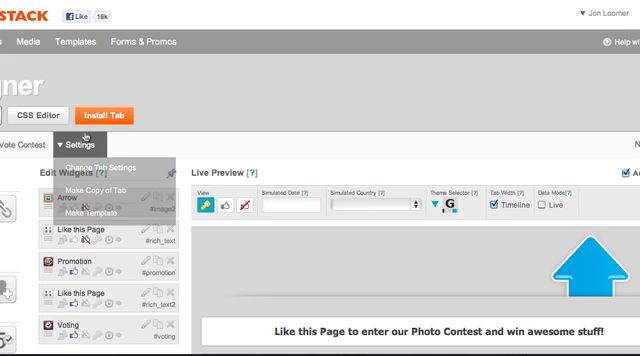 STACK
Like
16k
Jon Loomer
Media
Templates
Forms & Promos
Help wi
gner
CSS Editor
Install Tab
Vote Contest
Settings
Change Tab Settings
Make Copy of Tab
Make Template
Edit Widgets [?]
Arrow
#image2
Like this Page
#rich_text
Promotion
#promotion
Like this Page
#rich_text2
Voting
#voting
Live Preview [?]
View
Simulated Date [?]
Simulated Country [?]
Theme Selector [?]
G
Tab Width [?]
Timeline
Data Mode [?]
Live
Like this Page to enter our Photo Contest and win awesome stuff!